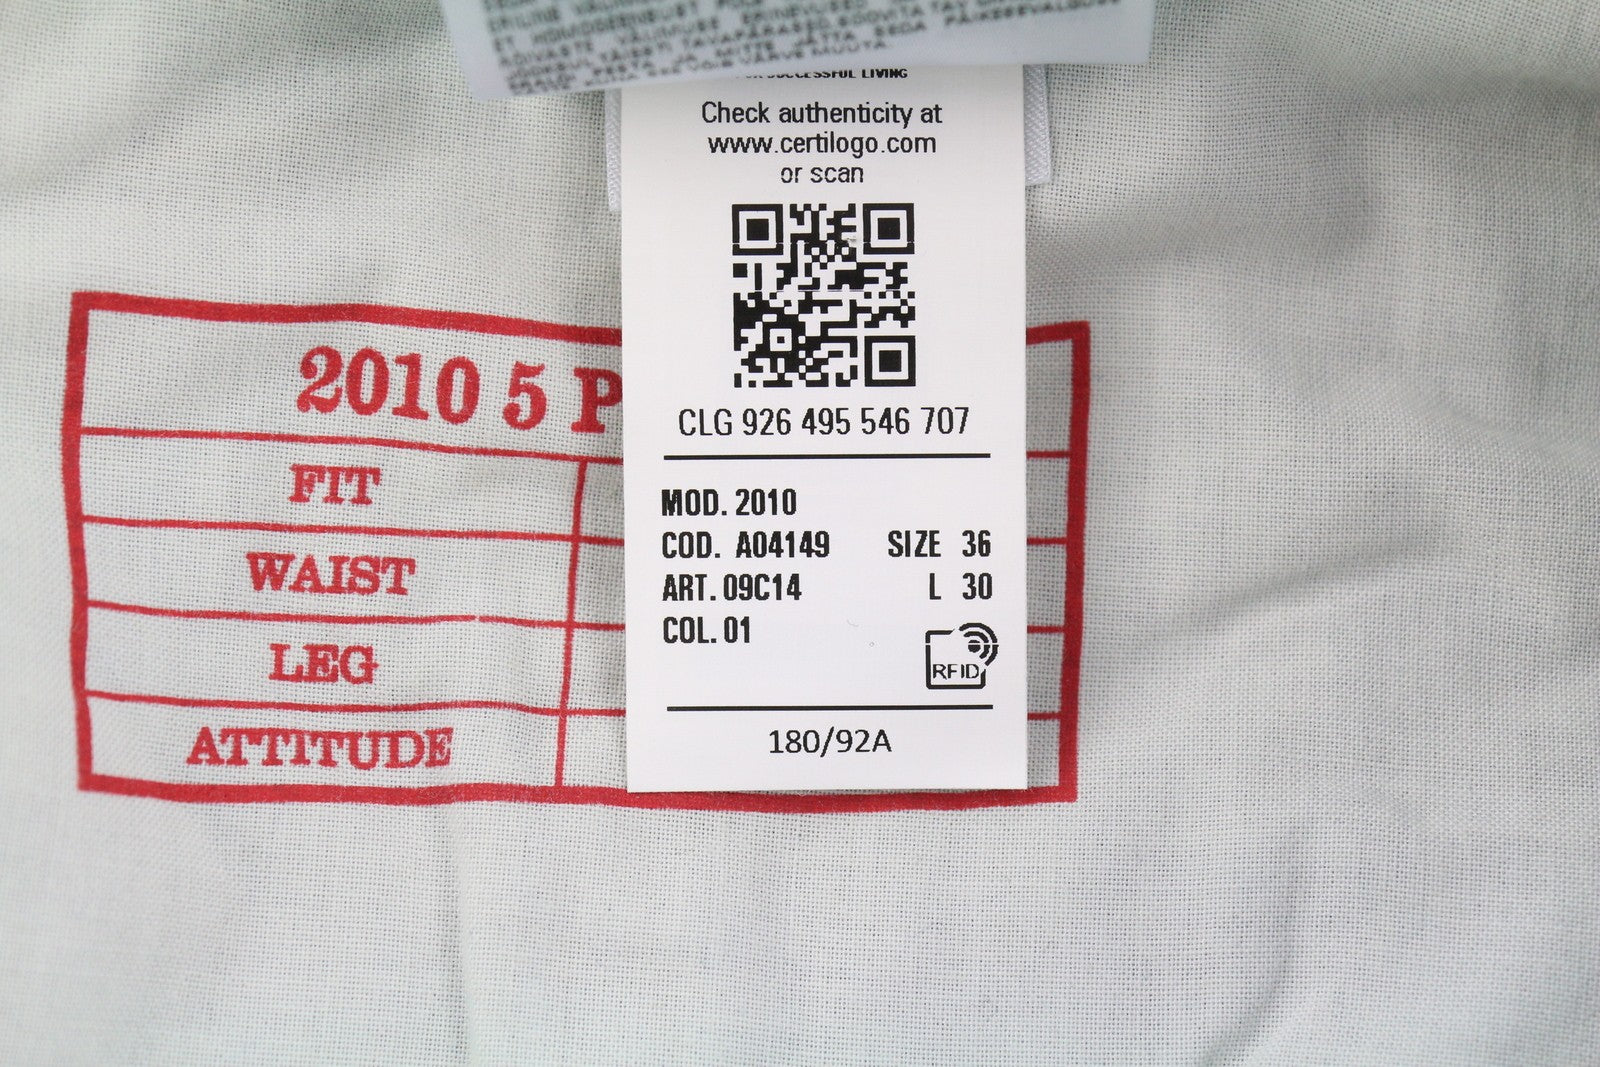 SUCCESSFUL LIVING
Check authenticity at
www.certilogo.com
or scan
CLG 926 495 546 707
MOD. 2010
COD. A04149 SIZE 36
ART. 09C14 L 30
COL. 01
RFID
180/92A
2010 5 P
FIT
WAIST
LEG
ATTITUDE